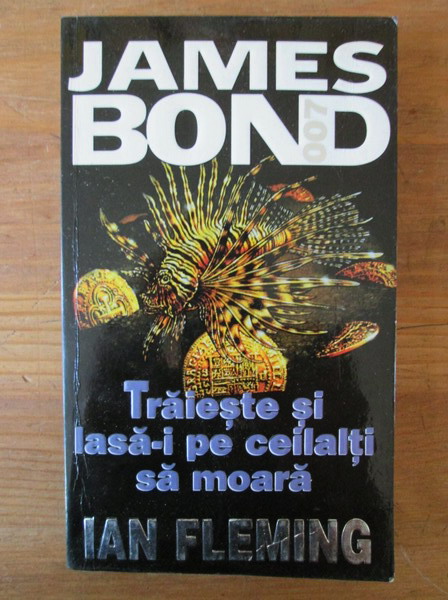 JAMES
BOND
007
Trăiește și
lasă-i pe ceilalți
să moară
IAN FLEMING